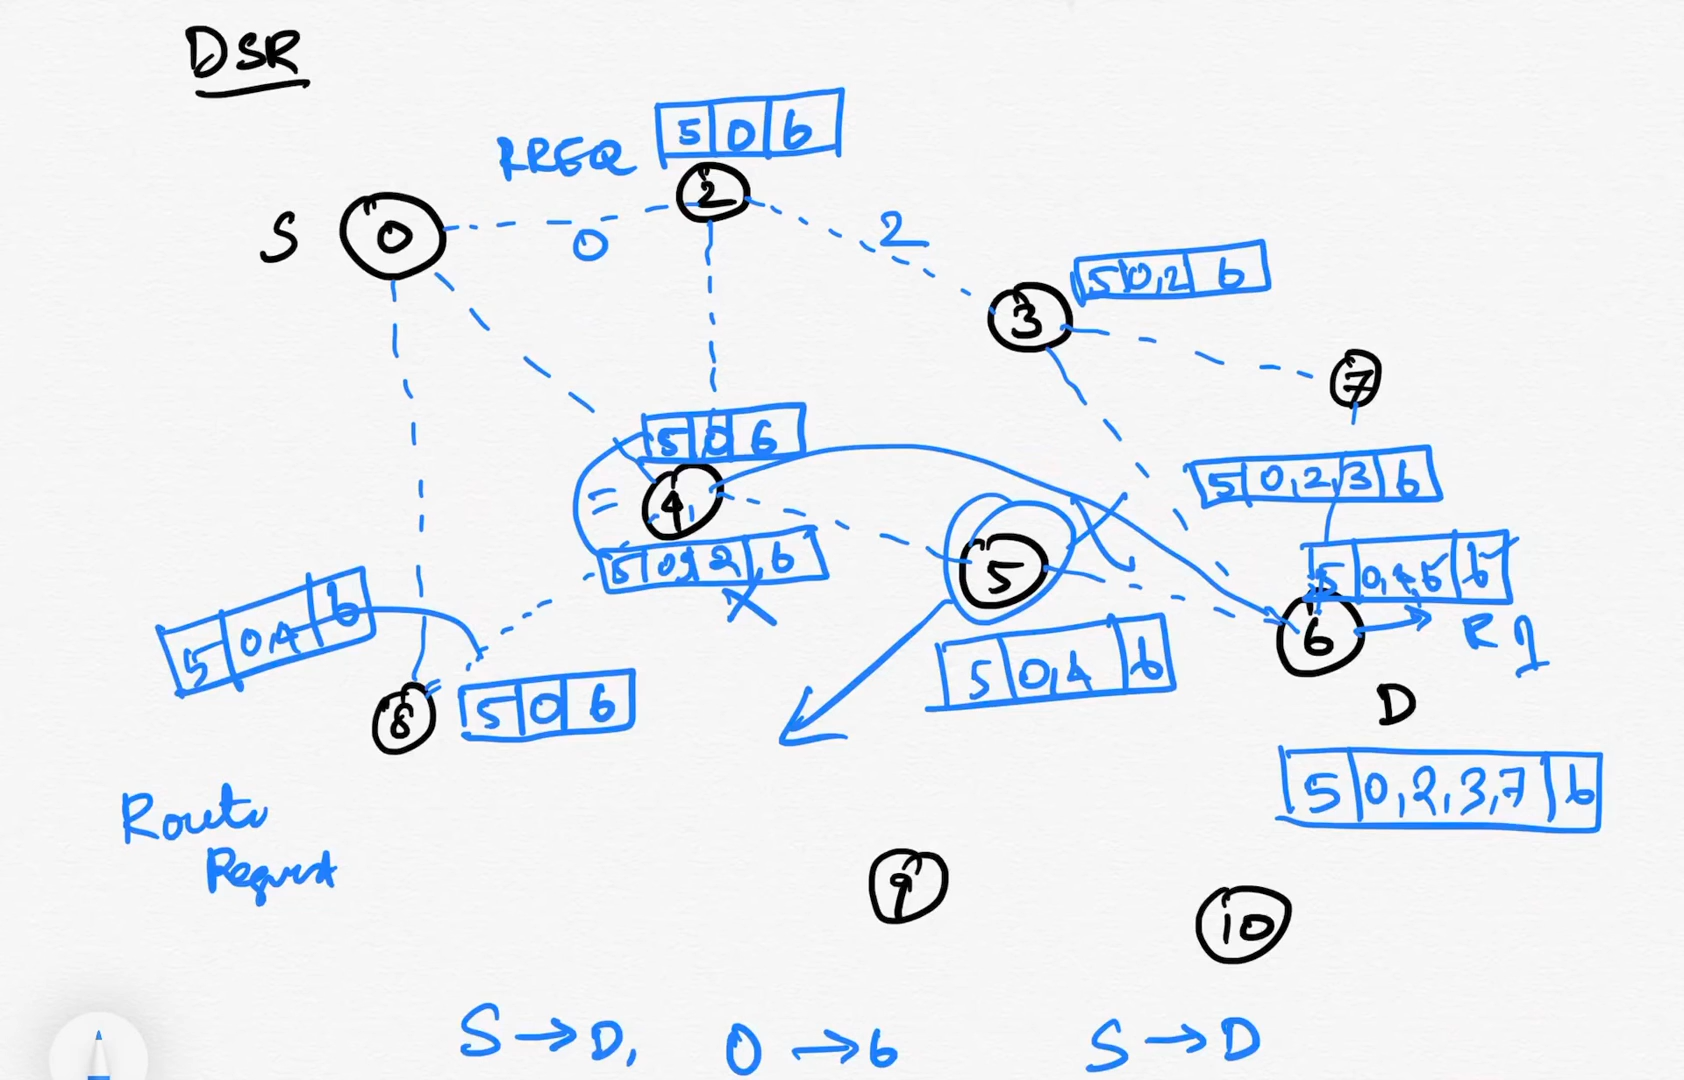 DSR
RREQ
5 0 6
2
S
0
0
2
3
5 0,2 6
7
5 0 6
4
=
5 0,2 6
5 0,2,3 6
5
5 0,4,5 6
6
R
D
5 0,4 6
5 0,4 6
8
5 0 6
5 0,2,3,7 6
Route
Request
9
10
S → D, 0 → 6 S → D